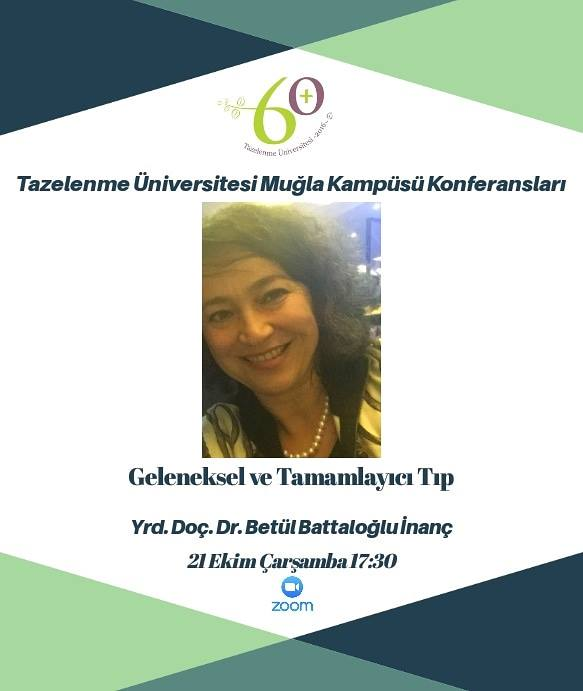 60+
Tazelenme Üniversitesi -2016- ©
Tazelenme Üniversitesi Muğla Kampüsü Konferansları
Geleneksel ve Tamamlayıcı Tıp
Yrd. Doç. Dr. Betül Battaloğlu İnanç
21 Ekim Çarşamba 17:30
zoom